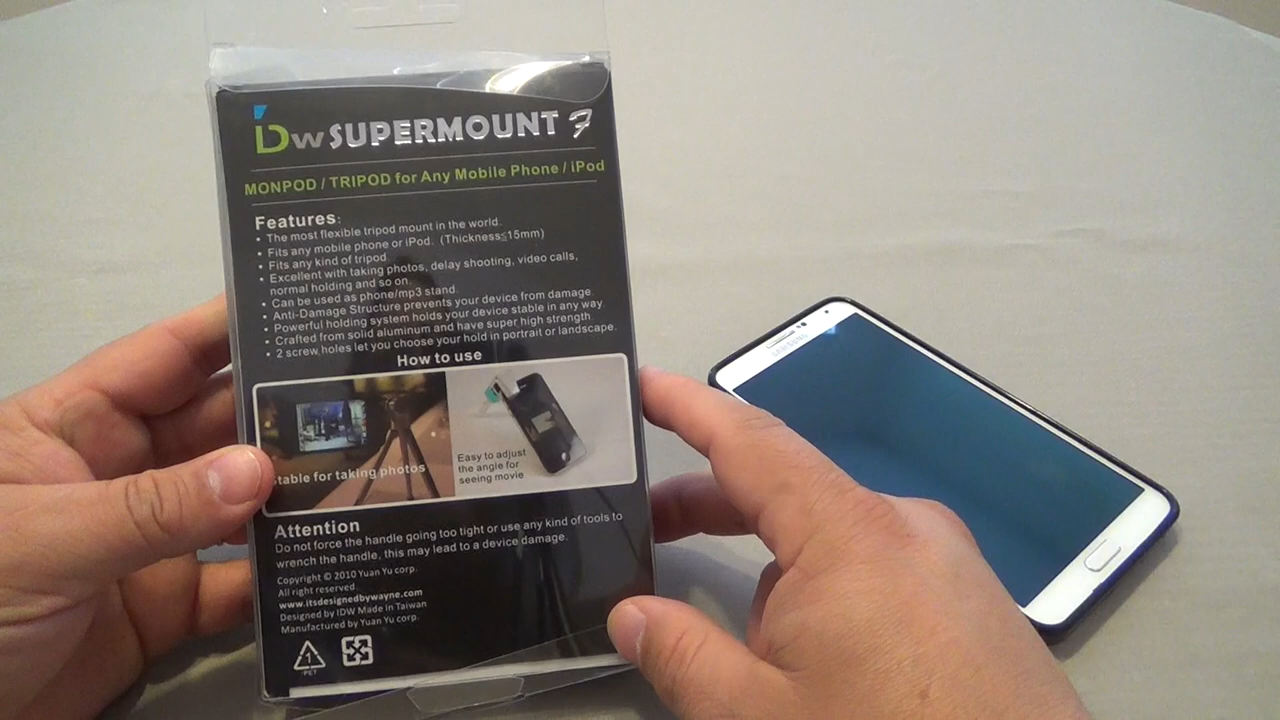 iDw SUPERMOUNT F
MONPOD / TRIPOD for Any Mobile Phone / iPod
Features:
• The most flexible tripod mount in the world.
• Fits any mobile phone or iPod. (Thickness≤15mm)
• Fits any kind of tripod
• Excellent with taking photos, delay shooting, video calls,
normal holding and so on.
• Can be used as phone/mp3 stand.
• Anti-Damage Structure prevents your device from damage.
• Powerful holding system holds your device stable in any way.
• Crafted from solid aluminum and have super high strength
• 2 screw holes let you choose your hold in portrait or landscape.
How to use
stable for taking photos
Easy to adjust
the angle for
seeing movie
Attention
Do not force the handle going too tight or use any kind of tools to
wrench the handle, this may lead to a device damage.
Copyright © 2010 Yuan Yu corp.
All right reserved.
www.itsdesignedbywayne.com
Designed by IDW Made In Taiwan
Manufactured by Yuan Yu corp.
1
PET
SAMSUNG